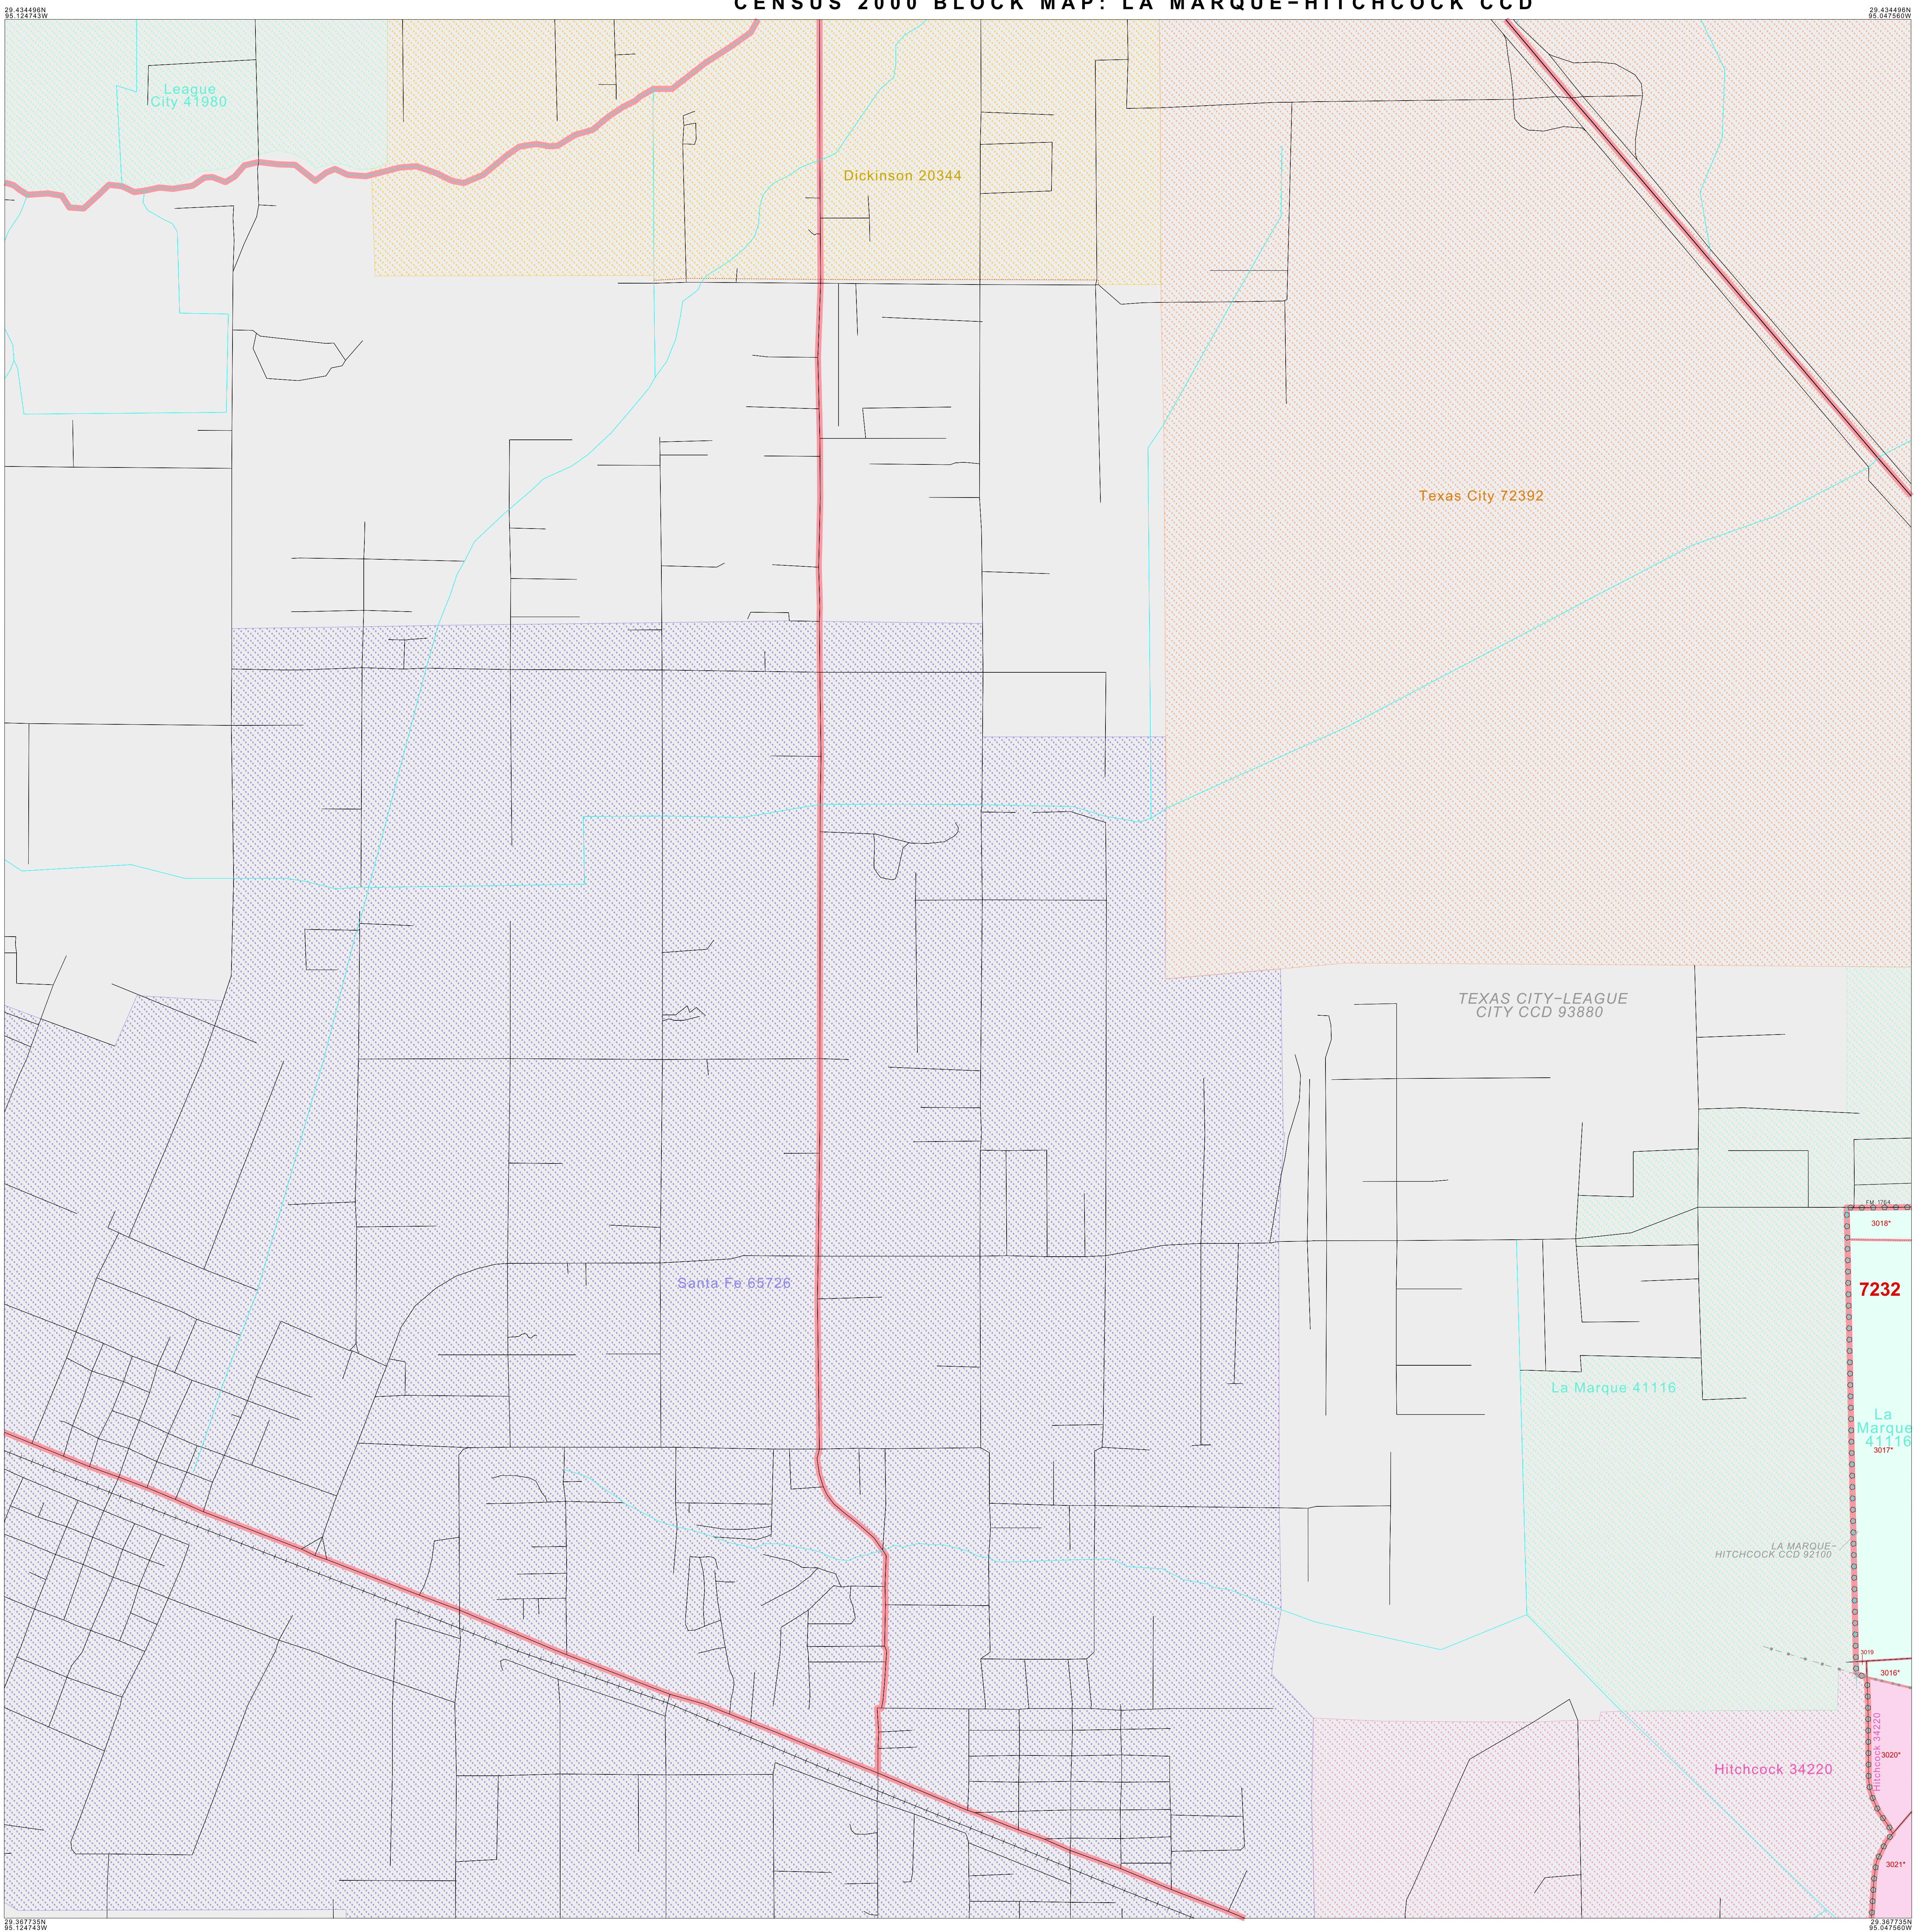 CENSUS 2000 BLOCK MAP: LA MARQUE-HITCHCOCK CCD
29.434496N
95.124743W
29.434496N
95.047560W
League
City 41980
Dickinson 20344
Texas City 72392
TEXAS CITY-LEAGUE
CITY CCD 93880
FM 1764
3018*
7232
Santa Fe 65726
La Marque 41116
La
Marque
41116
3017*
LA MARQUE-
HITCHCOCK CCD 92100
3019
3016*
Hitchcock 34220
3020*
Hitchcock 34220
3021*
29.367735N
95.124743W
29.367735N
95.047560W